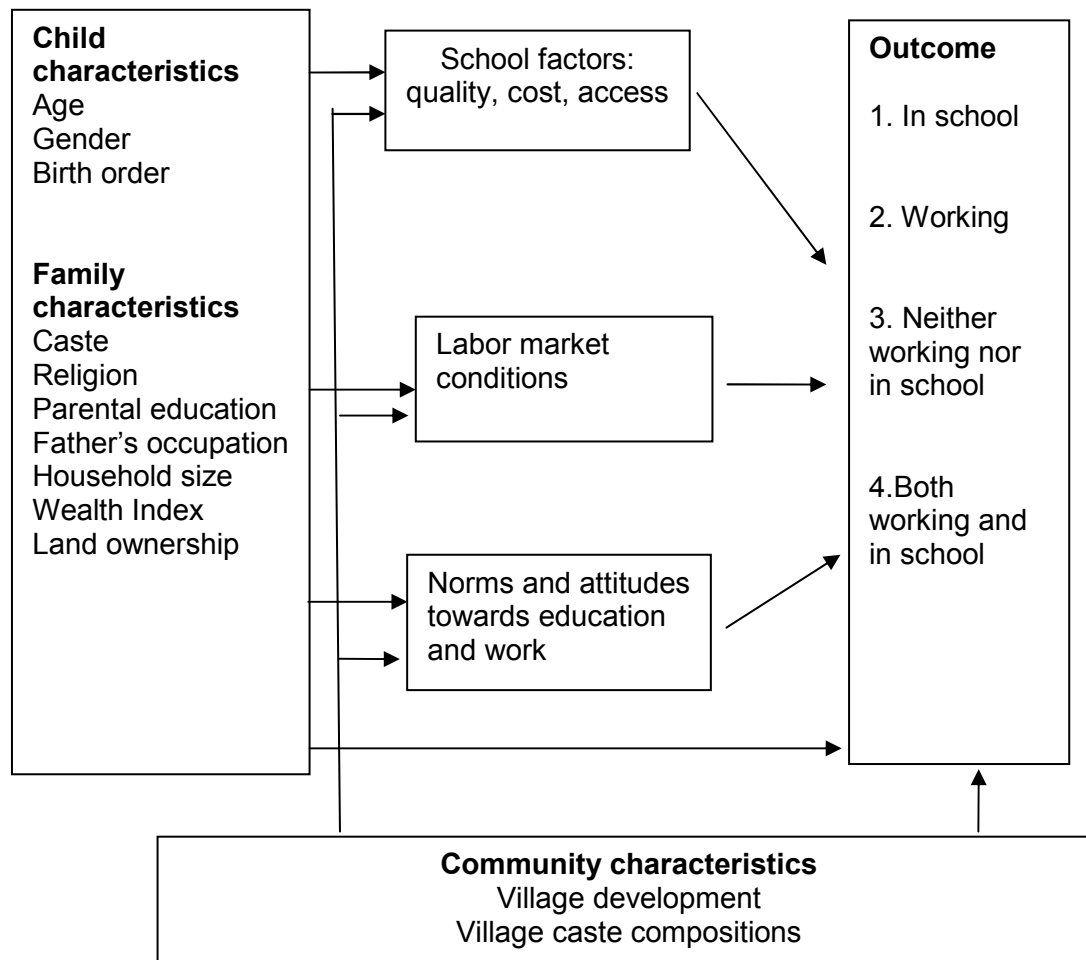 Child
characteristics
Age
Gender
Birth order
Family
characteristics
Caste
Religion
Parental education
Father’s occupation
Household size
Wealth Index
Land ownership
School factors:
quality, cost, access
Labor market
conditions
Norms and attitudes
towards education
and work
Outcome
1. In school
2. Working
3. Neither
working nor
in school
4.Both
working and
in school
Community characteristics
Village development
Village caste compositions